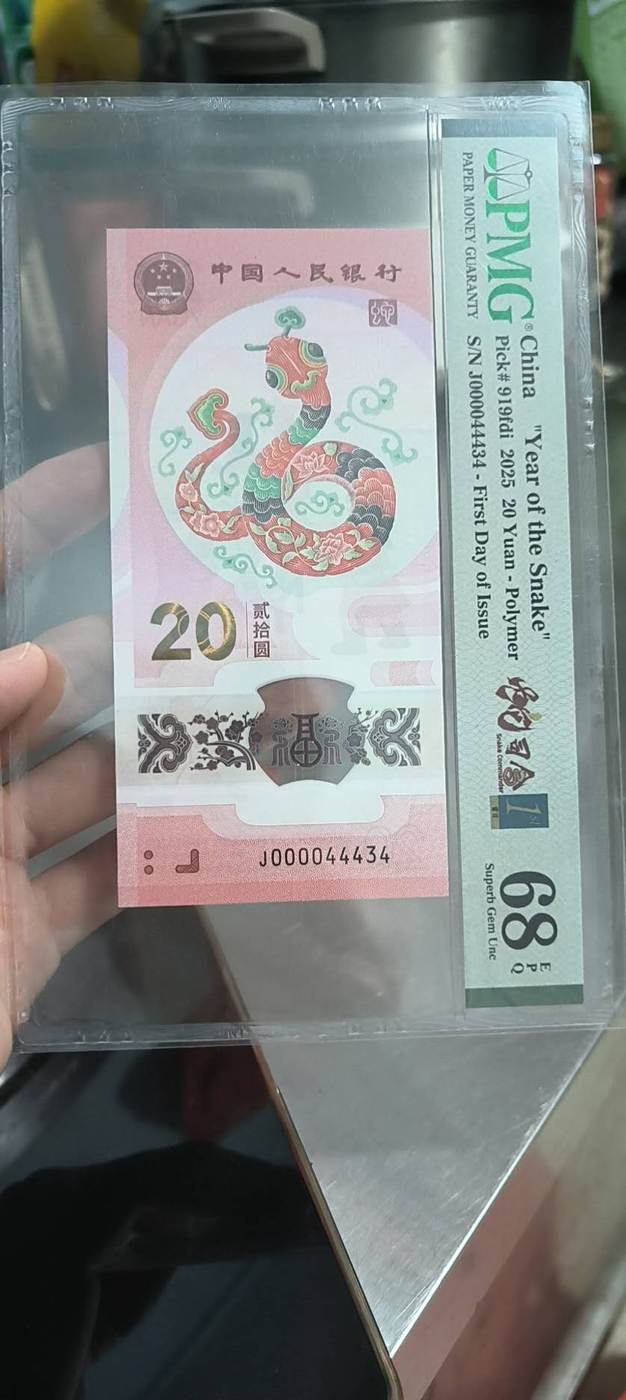 中国人民银行
蛇
20
贰拾圆
福
J000044434
PMG®
PAPER MONEY GUARANTY
China "Year of the Snake"
Pick# 919fdi 2025 20 Yuan - Polymer
S/N J000044434 - First Day of Issue
Snake Commander
1st
68 EPQ
Superb Gem Unc